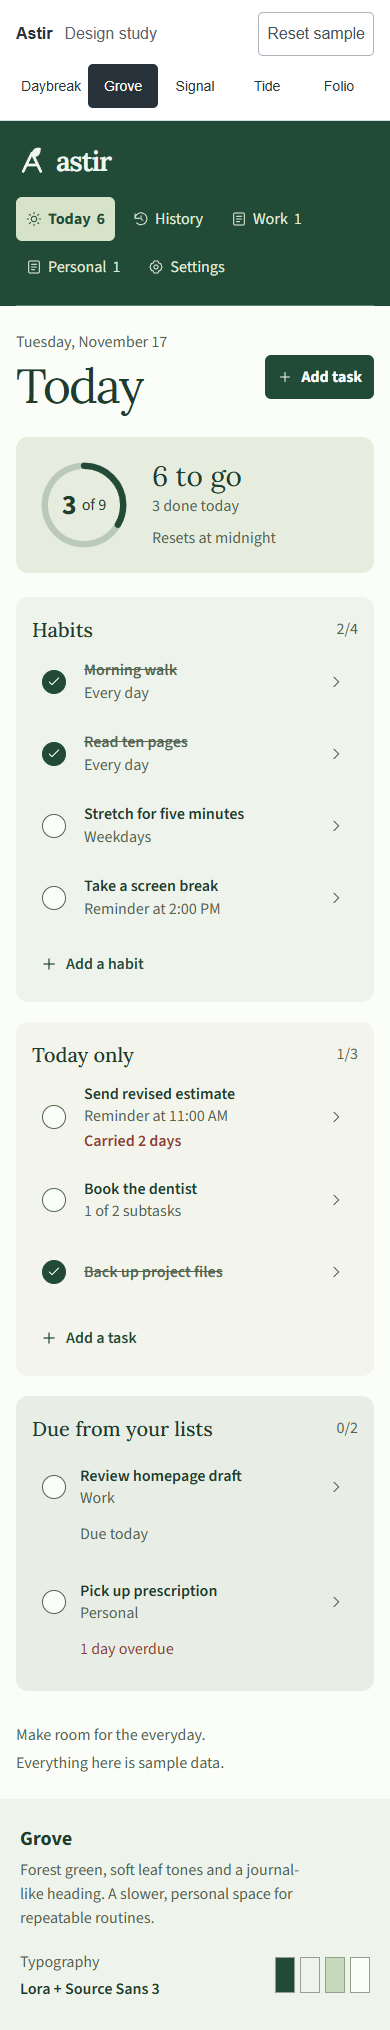 Astir Design study Reset sample
Daybreak Grove Signal Tide Folio
astir
Today 6 History Work 1
Personal 1 Settings
Tuesday, November 17
Today
Add task
3 of 9
6 to go
3 done today
Resets at midnight
Habits 2/4
Morning walk
Every day
Read ten pages
Every day
Stretch for five minutes
Weekdays
Take a screen break
Reminder at 2:00 PM
Add a habit
Today only 1/3
Send revised estimate
Reminder at 11:00 AM
Carried 2 days
Book the dentist
1 of 2 subtasks
Back up project files
Add a task
Due from your lists 0/2
Review homepage draft
Work
Due today
Pick up prescription
Personal
1 day overdue
Make room for the everyday.
Everything here is sample data.
Grove
Forest green, soft leaf tones and a journal-
like heading. A slower, personal space for
repeatable routines.
Typography
Lora + Source Sans 3